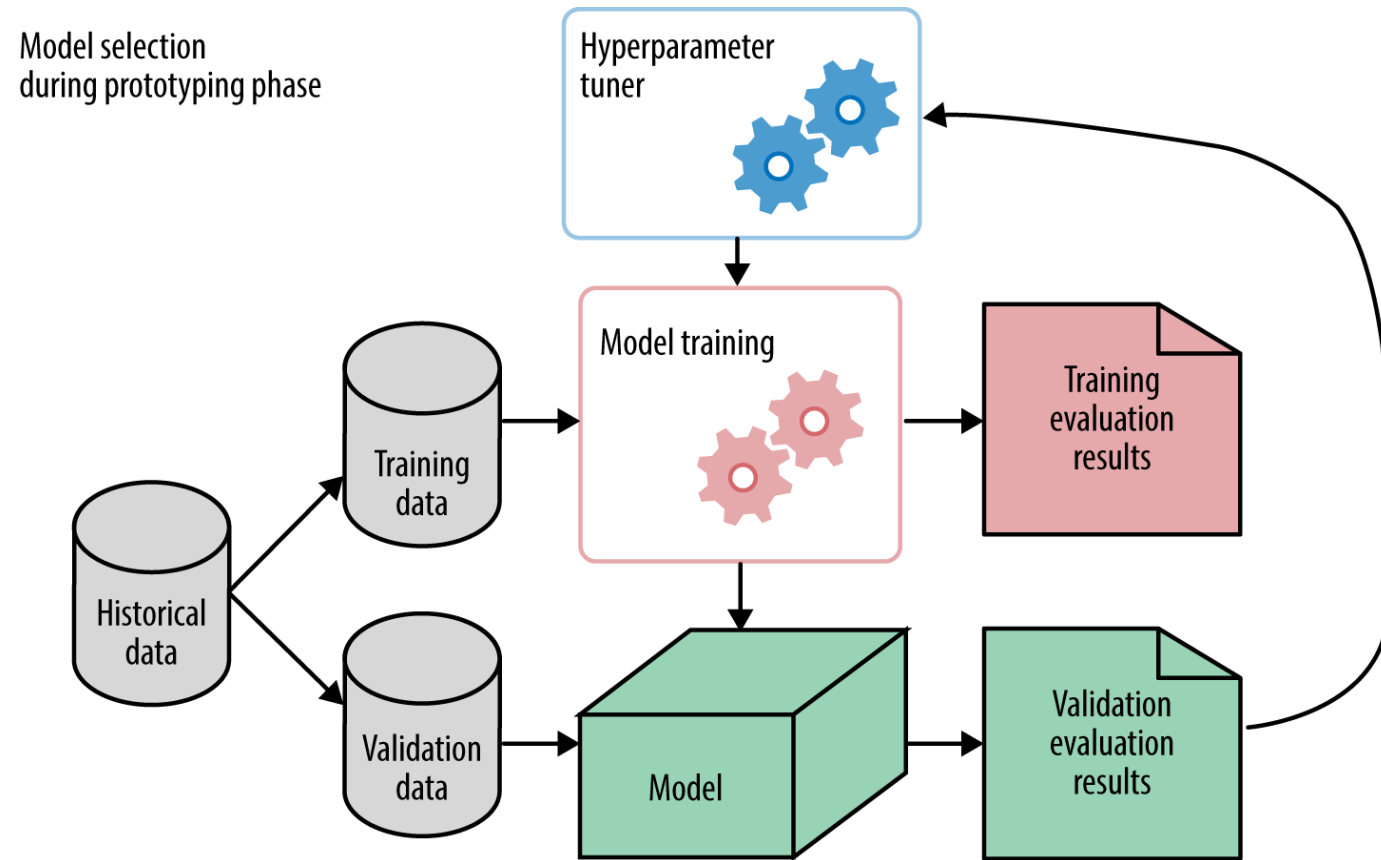 Model selection
during prototyping phase
Hyperparameter
tuner
Model training
Training
evaluation
results
Training
data
Historical
data
Validation
data
Model
Validation
evaluation
results